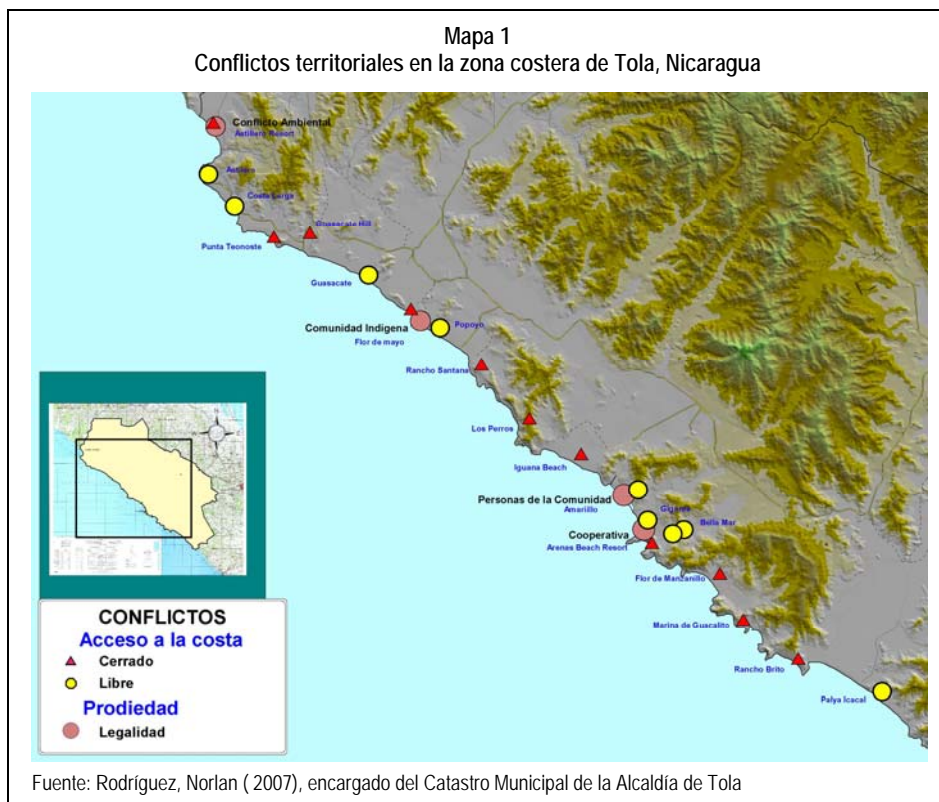 Mapa 1
Conflictos territoriales en la zona costera de Tola, Nicaragua
Conflicto Ambiental
Astillero Resort
Astillero
Costa Larga
Guasacate Hill
Punta Teonoste
Guasacate
Comunidad Indigena
Popoyo
Flor de mayo
Rancho Santana
Los Perros
Iguana Beach
Personas de la Comunidad
Amarillo
Gigante
Bella Mar
Cooperativa
Arenas Beach Resort
Flor de Manzanillo
Marina de Guacalito
Rancho Brito
Palya Icacal
CONFLICTOS
Acceso a la costa
Cerrado
Libre
Prodiedad
Legalidad
Fuente: Rodríguez, Norlan ( 2007), encargado del Catastro Municipal de la Alcaldía de Tola